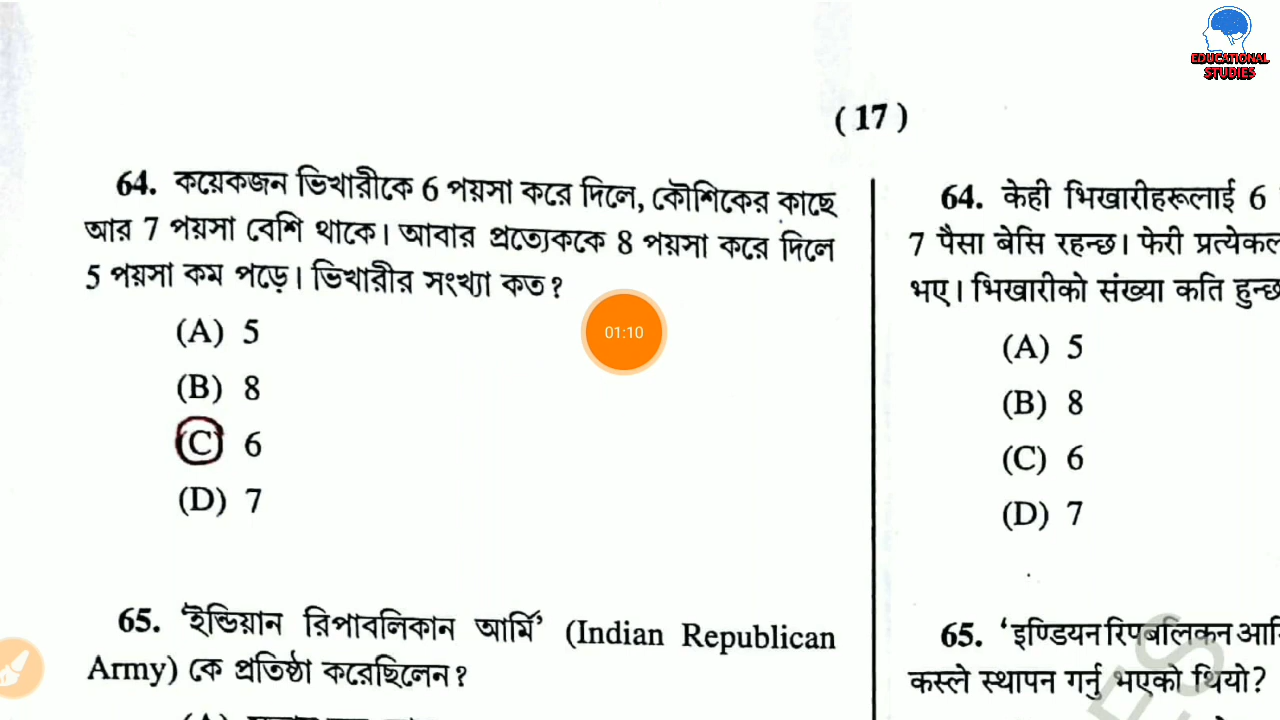 EDUCATIONAL
STUDIES
( 17 )
64. কয়েকজন ভিখারীকে 6 পয়সা করে দিলে, কৌশিকের কাছে
আর 7 পয়সা বেশি থাকে। আবার প্রত্যেককে 8 পয়সা করে দিলে
5 পয়সা কম পড়ে। ভিখারীর সংখ্যা কত?
01:10
(A) 5
(B) 8
(C) 6
(D) 7
65. 'ইন্ডিয়ান রিপাবলিকান আর্মি' (Indian Republican
Army) কে প্রতিষ্ঠা করেছিলেন?
(A)
64. केही भिखारीहरूलाई 6
7 पैसा बेसि रहन्छ। फेरी
भए। भिखारीको संख्या कति
(A) 5
(B) 8
(C) 6
(D) 7
65. 'इण्डियन रिपब्लिकन
कस्ले स्थापन गर्नु भएको थियो?